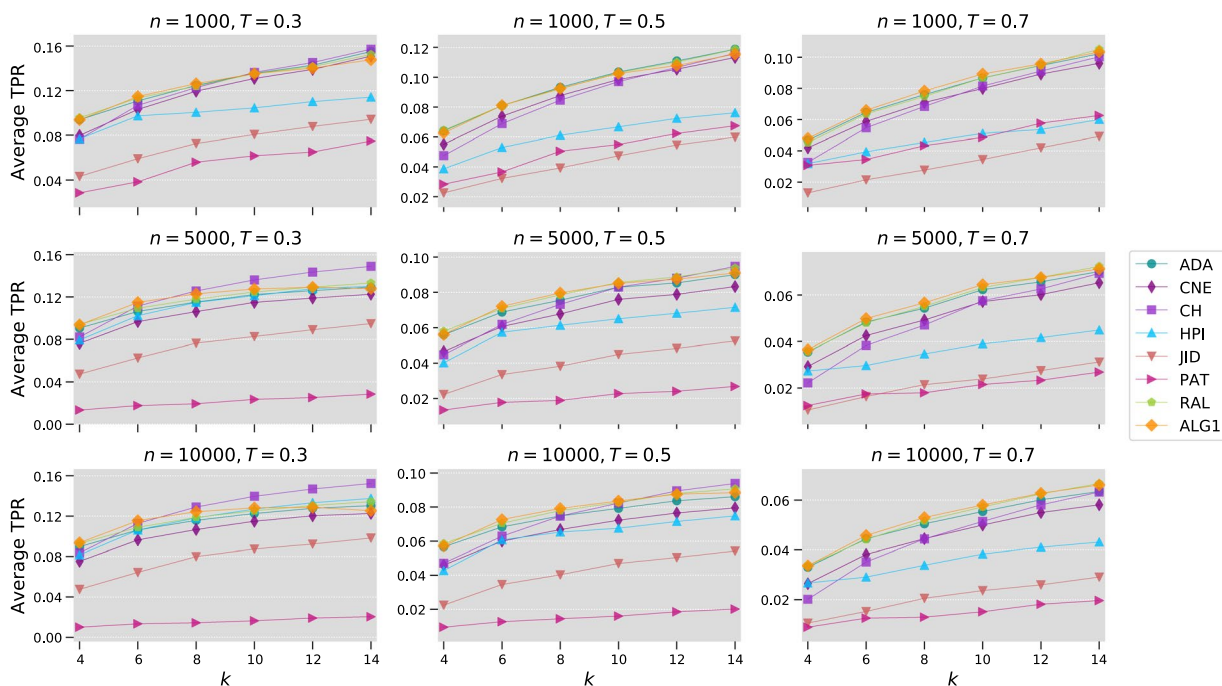 n = 1000, T = 0.3
n = 1000, T = 0.5
n = 1000, T = 0.7
Average TPR
0.16
0.12
0.08
0.04
0.12
0.10
0.08
0.06
0.04
0.02
0.10
0.08
0.06
0.04
0.02
n = 5000, T = 0.3
n = 5000, T = 0.5
n = 5000, T = 0.7
Average TPR
0.16
0.12
0.08
0.04
0.00
0.10
0.08
0.06
0.04
0.02
0.06
0.04
0.02
ADA
CNE
CH
HPI
JID
PAT
RAL
ALG1
n = 10000, T = 0.3
n = 10000, T = 0.5
n = 10000, T = 0.7
Average TPR
0.16
0.12
0.08
0.04
0.00
0.10
0.08
0.06
0.04
0.02
0.06
0.04
0.02
4 6 8 10 12 14
4 6 8 10 12 14
4 6 8 10 12 14
k
k
k